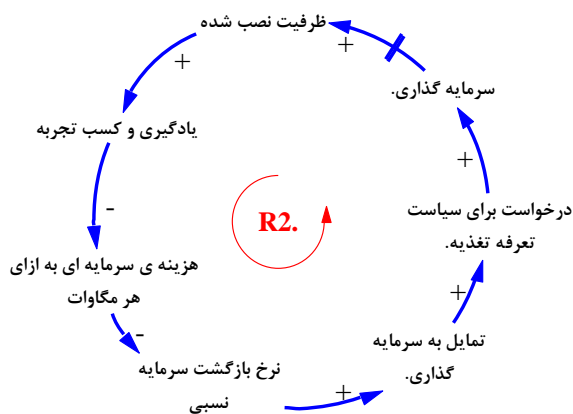 ظرفیت نصب شده
+
+
سرمایه گذاری.
یادگیری و کسب تجربه
+
-
درخواست برای سیاست
تعرفه تغذیه.
R2.
هزینه ی سرمایه ای به ازای
هر مگاوات
+
-
تمایل به سرمایه
گذاری.
نرخ بازگشت سرمایه
نسبی
+